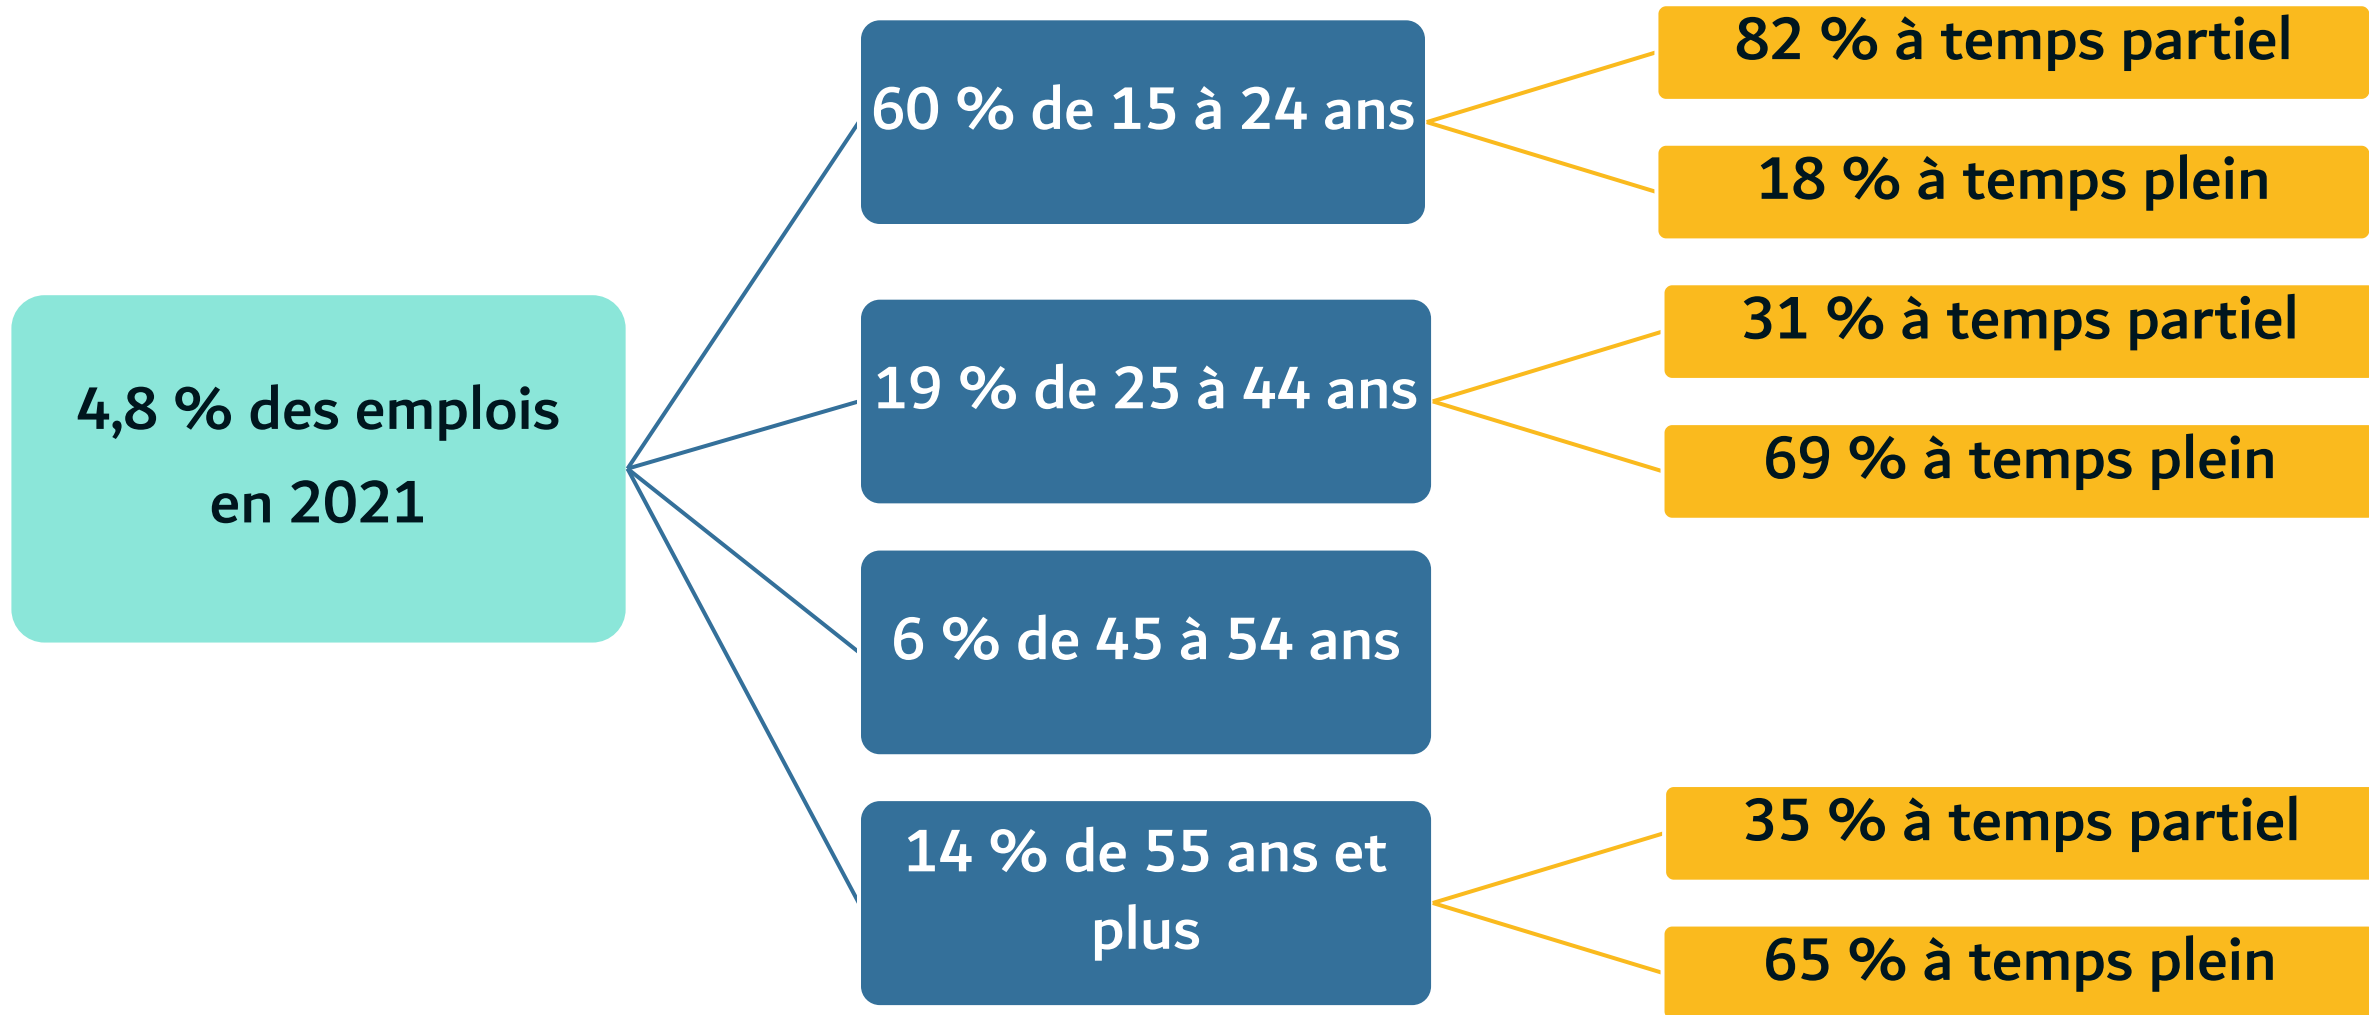 4,8 % des emplois
en 2021
60 % de 15 à 24 ans
82 % à temps partiel
18 % à temps plein
19 % de 25 à 44 ans
31 % à temps partiel
69 % à temps plein
6 % de 45 à 54 ans
14 % de 55 ans et
plus
35 % à temps partiel
65 % à temps plein